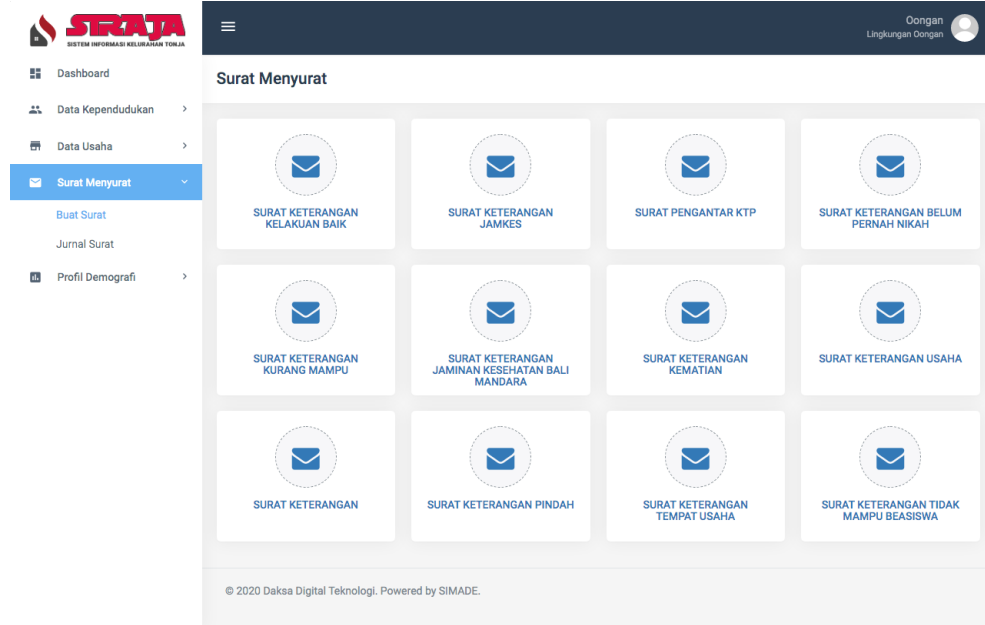 STRAJA
SISTEM INFORMASI KELURAHAN TONJA
Oongan
Lingkungan Oongan
Dashboard
Data Kependudukan
Data Usaha
Surat Menyurat
Buat Surat
Jurnal Surat
Profil Demografi
Surat Menyurat
SURAT KETERANGAN
KELAKUAN BAIK
SURAT KETERANGAN
JAMKES
SURAT PENGANTAR KTP
SURAT KETERANGAN BELUM
PERNAH NIKAH
SURAT KETERANGAN
KURANG MAMPU
SURAT KETERANGAN
JAMINAN KESEHATAN BALI
MANDARA
SURAT KETERANGAN
KEMATIAN
SURAT KETERANGAN USAHA
SURAT KETERANGAN
SURAT KETERANGAN PINDAH
SURAT KETERANGAN
TEMPAT USAHA
SURAT KETERANGAN TIDAK
MAMPU BEASISWA
© 2020 Daksa Digital Teknologi. Powered by SIMADE.